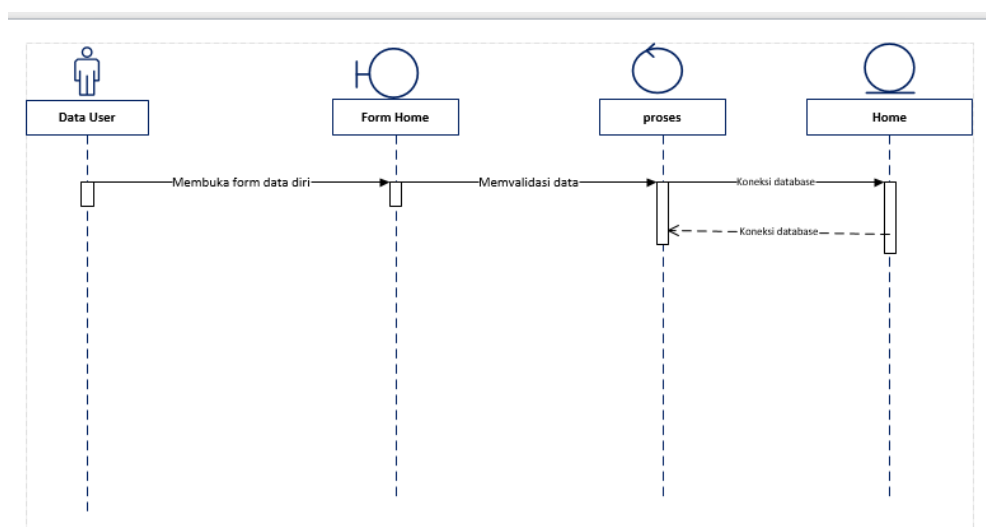 Data User
Form Home
proses
Home
Membuka form data diri
Memvalidasi data
Koneksi database
Koneksi database